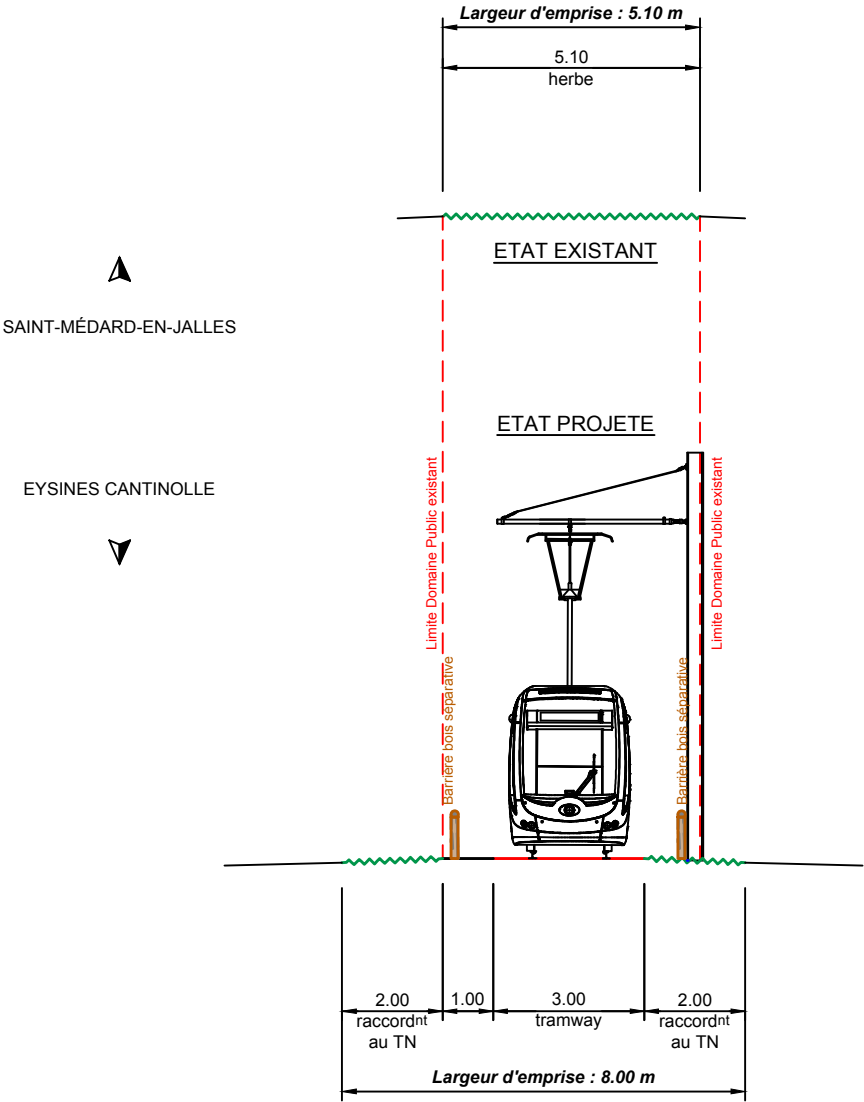 Largeur d'emprise : 5.10 m
5.10
herbe
ETAT EXISTANT
SAINT-MÉDARD-EN-JALLES
ETAT PROJETE
EYSINES CANTINOLLE
Limite Domaine Public existant
Limite Domaine Public existant
Barrière bois séparative
Barrière bois séparative
2.00
raccordnt
au TN
1.00
3.00
tramway
2.00
raccordnt
au TN
Largeur d'emprise : 8.00 m